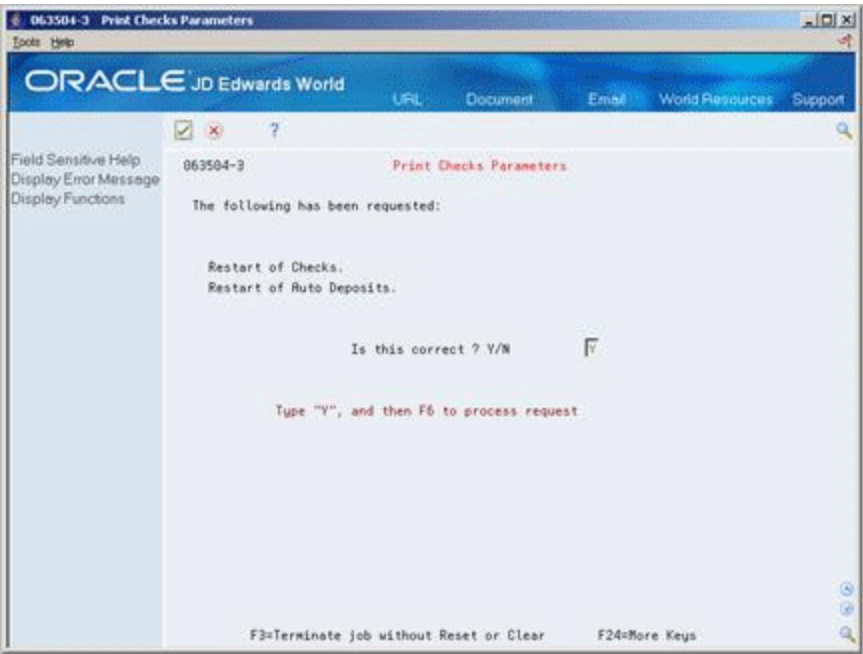 063504-3 Print Checks Parameters
Tools Help
ORACLE JD Edwards World
URL Document Email World Resources Support
?
Field Sensitive Help
Display Error Message
Display Functions
063504-3 Print Checks Parameters
The following has been requested:
Restart of Checks.
Restart of Auto Deposits.
Is this correct ? Y/N Y
Type "Y", and then F6 to process request
F3=Terminate job without Reset or Clear F24=More Keys